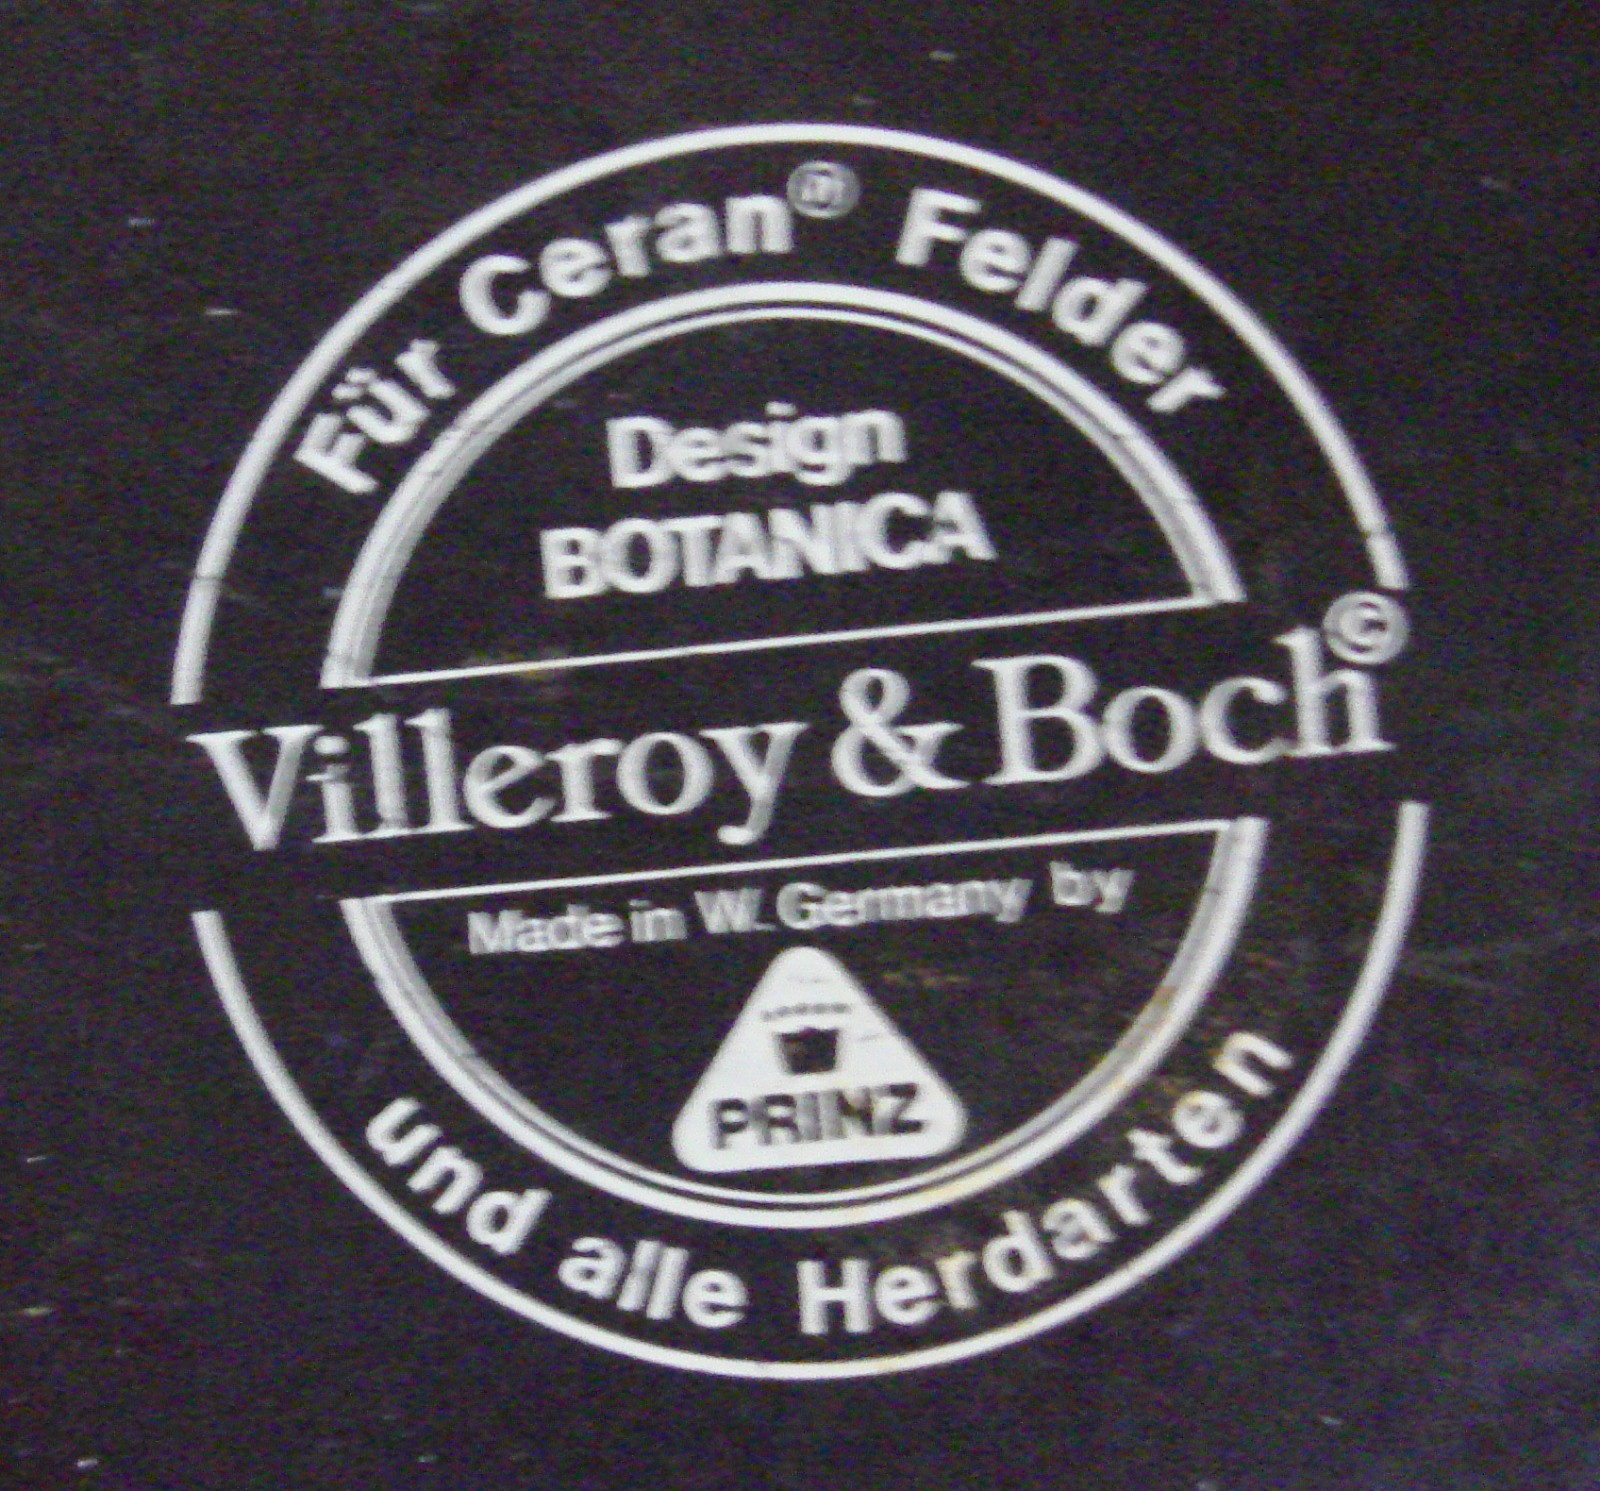 Für Ceran® Felder
Design
BOTANICA
Villeroy & Boch©
Made in W. Germany by
PRINZ
und alle Herdarten